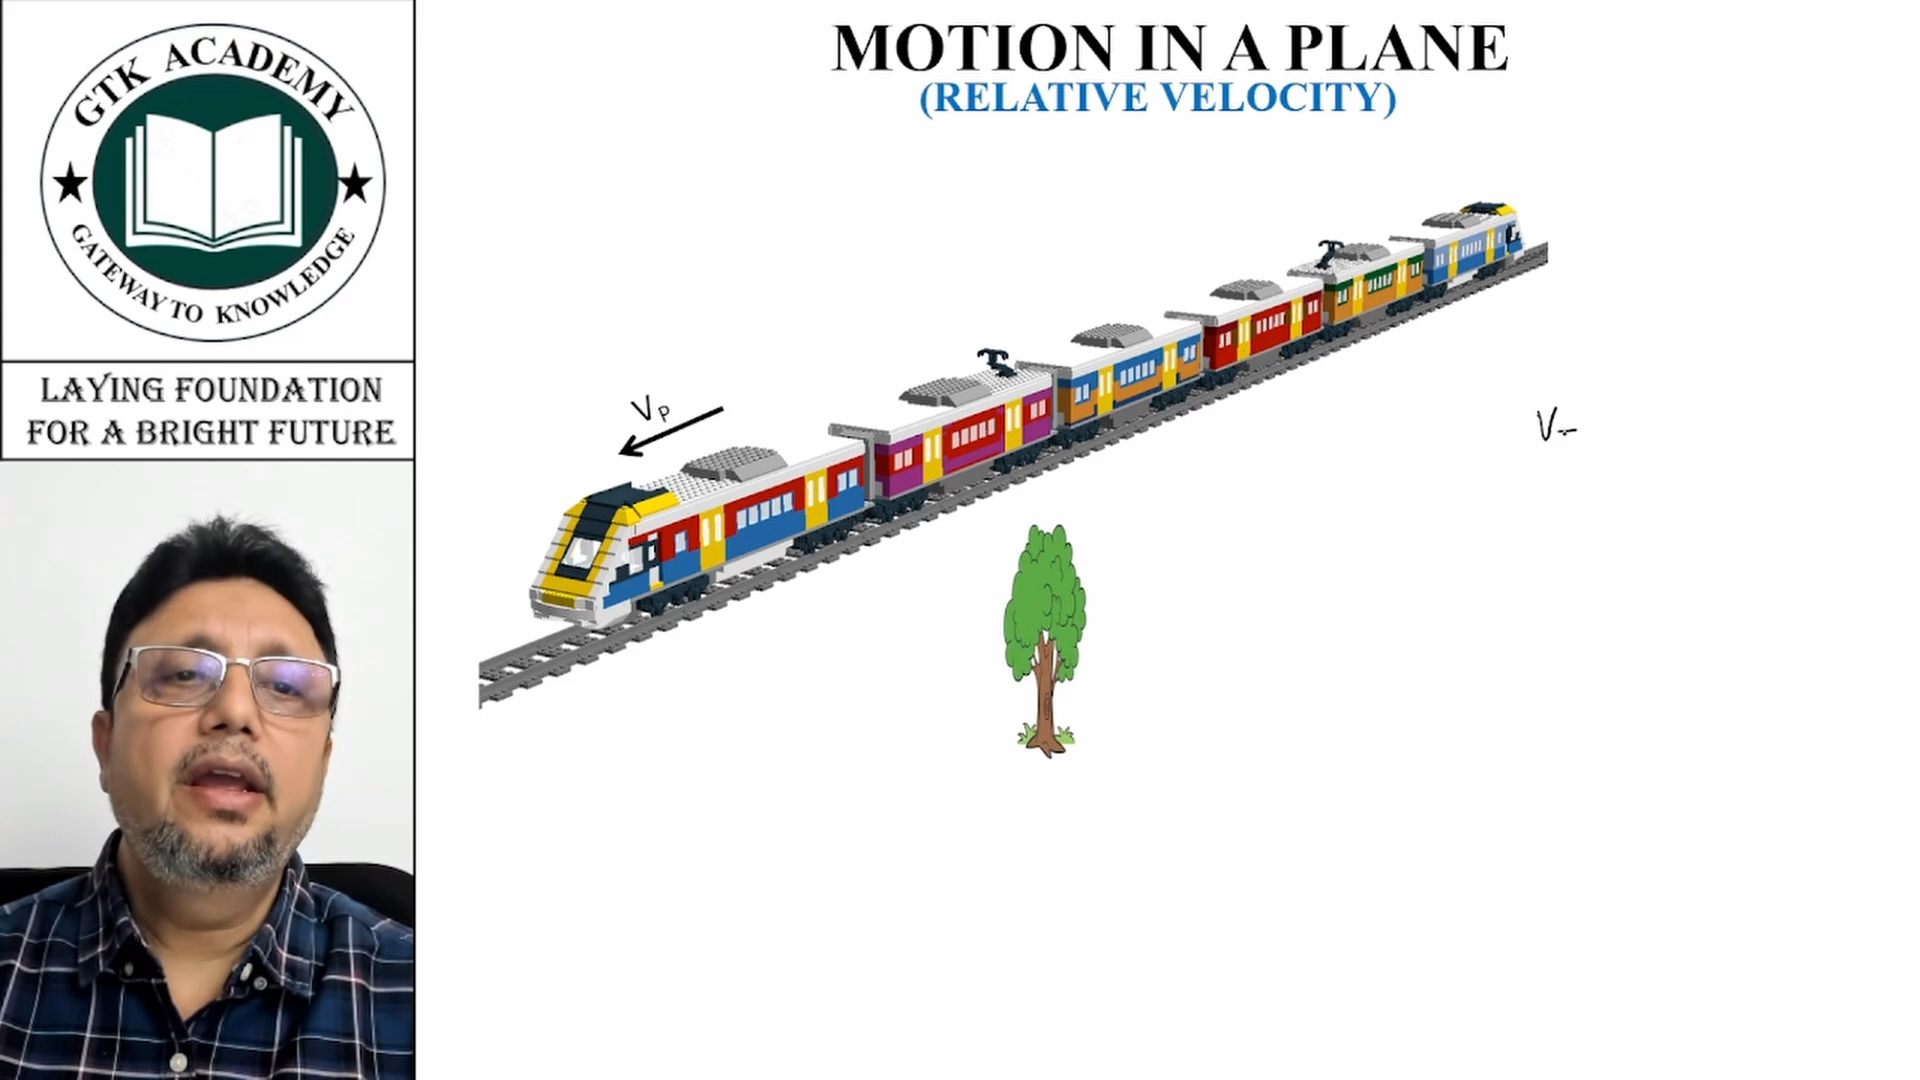 GTK ACADEMY
GATEWAY TO KNOWLEDGE
LAYING FOUNDATION
FOR A BRIGHT FUTURE
MOTION IN A PLANE
(RELATIVE VELOCITY)
VP
V